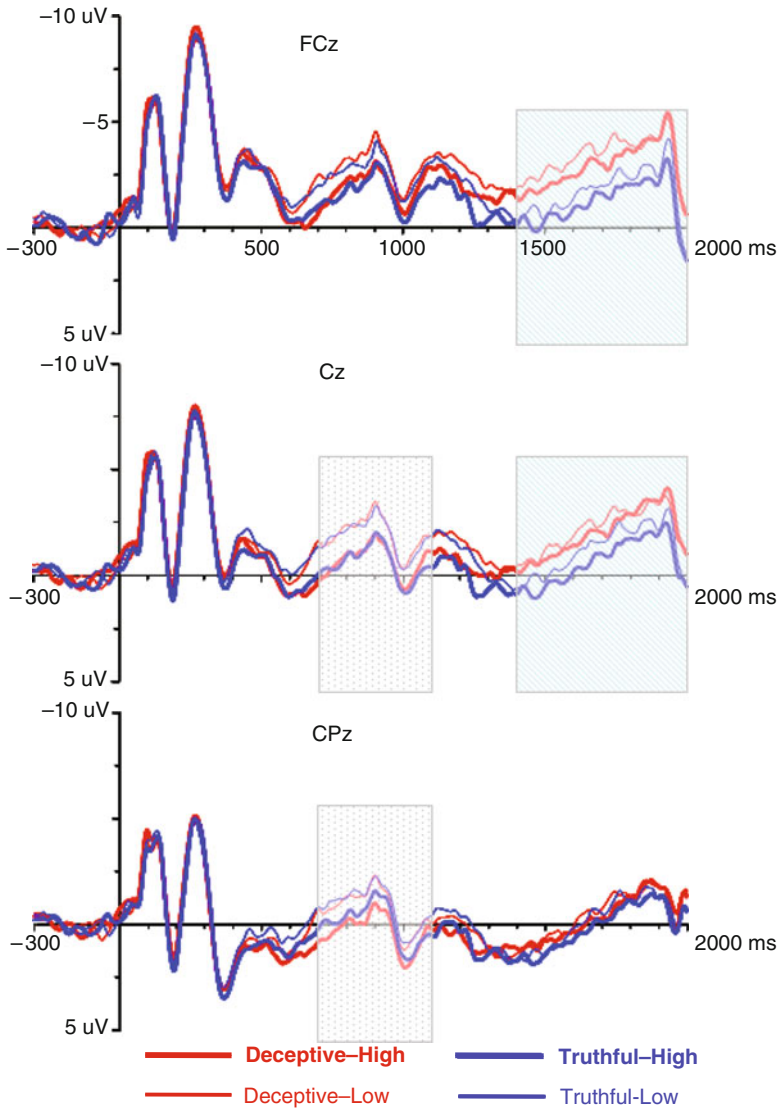 −10 uV
FCz
−5
−300 500 1000 1500 2000 ms
5 uV
−10 uV
Cz
−300 2000 ms
5 uV
−10 uV
CPz
−300 2000 ms
5 uV
Deceptive–High Truthful–High
Deceptive–Low Truthful-Low